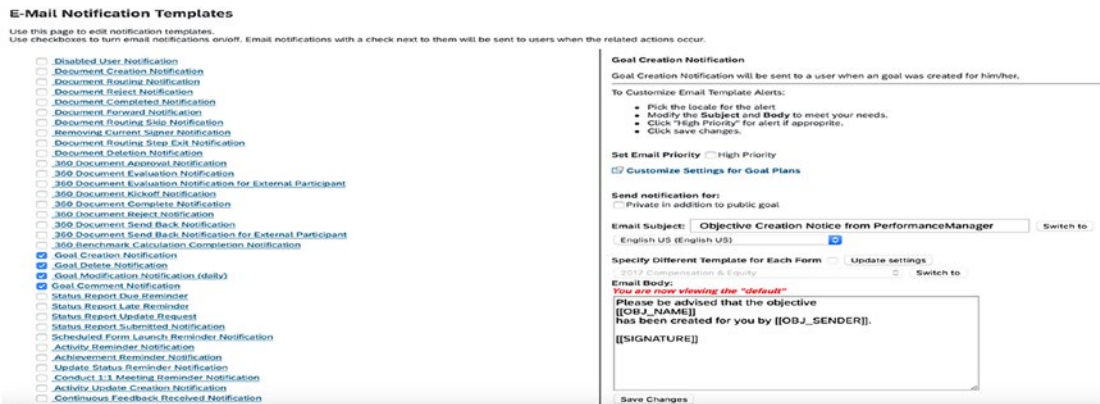 E-Mail Notification Templates
Use this page to edit notification templates.
Use checkboxes to turn email notifications on/off. Email notifications with a check next to them will be sent to users when the related actions occur.
Disabled User Notification
Document Creation Notification
Document Routing Notification
Document Reject Notification
Document Completed Notification
Document Forward Notification
Document Routing Skip Notification
Removing Current Signer Notification
Document Routing Step Exit Notification
Document Deletion Notification
360 Document Approval Notification
360 Document Evaluation Notification
360 Document Evaluation Notification for External Participant
360 Document Kickoff Notification
360 Document Complete Notification
360 Document Reject Notification
360 Document Send Back Notification
360 Document Send Back Notification for External Participant
360 Benchmark Calculation Completion Notification
Goal Creation Notification
Goal Delete Notification
Goal Modification Notification (daily)
Goal Comment Notification
Status Report Due Reminder
Status Report Late Reminder
Status Report Update Request
Status Report Submitted Notification
Scheduled Form Launch Reminder Notification
Activity Reminder Notification
Achievement Reminder Notification
Update Status Reminder Notification
Conduct 1:1 Meeting Reminder Notification
Activity Update Creation Notification
Continuous Feedback Received Notification
Goal Creation Notification
Goal Creation Notification will be sent to a user when an goal was created for him/her.
To Customize Email Template Alerts:
• Pick the locale for the alert
• Modify the Subject and Body to meet your needs.
• Click "High Priority" for alert if approprite.
• Click save changes.
Set Email Priority High Priority
Customize Settings for Goal Plans
Send notification for:
Private in addition to public goal
Email Subject: Objective Creation Notice from PerformanceManager Switch to
English US (English US)
Specify Different Template for Each Form Update settings
2017 Compensation & Equity Switch to
Email Body:
You are now viewing the "default"
Please be advised that the objective
[[OBJ_NAME]]
has been created for you by [[OBJ_SENDER]].
[[SIGNATURE]]
Save Changes